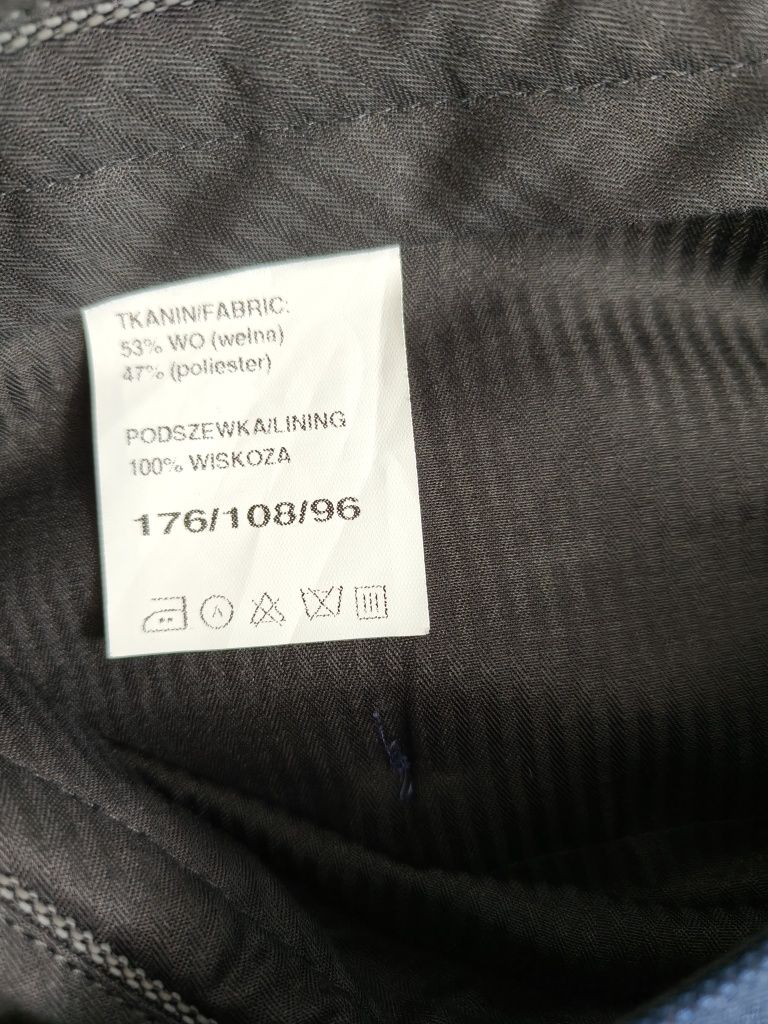 TKANIN/FABRIC:
53% WO (wełna)
47% (poliester)
PODSZEWKA/LINING
100% WISKOZA
176/108/96
A